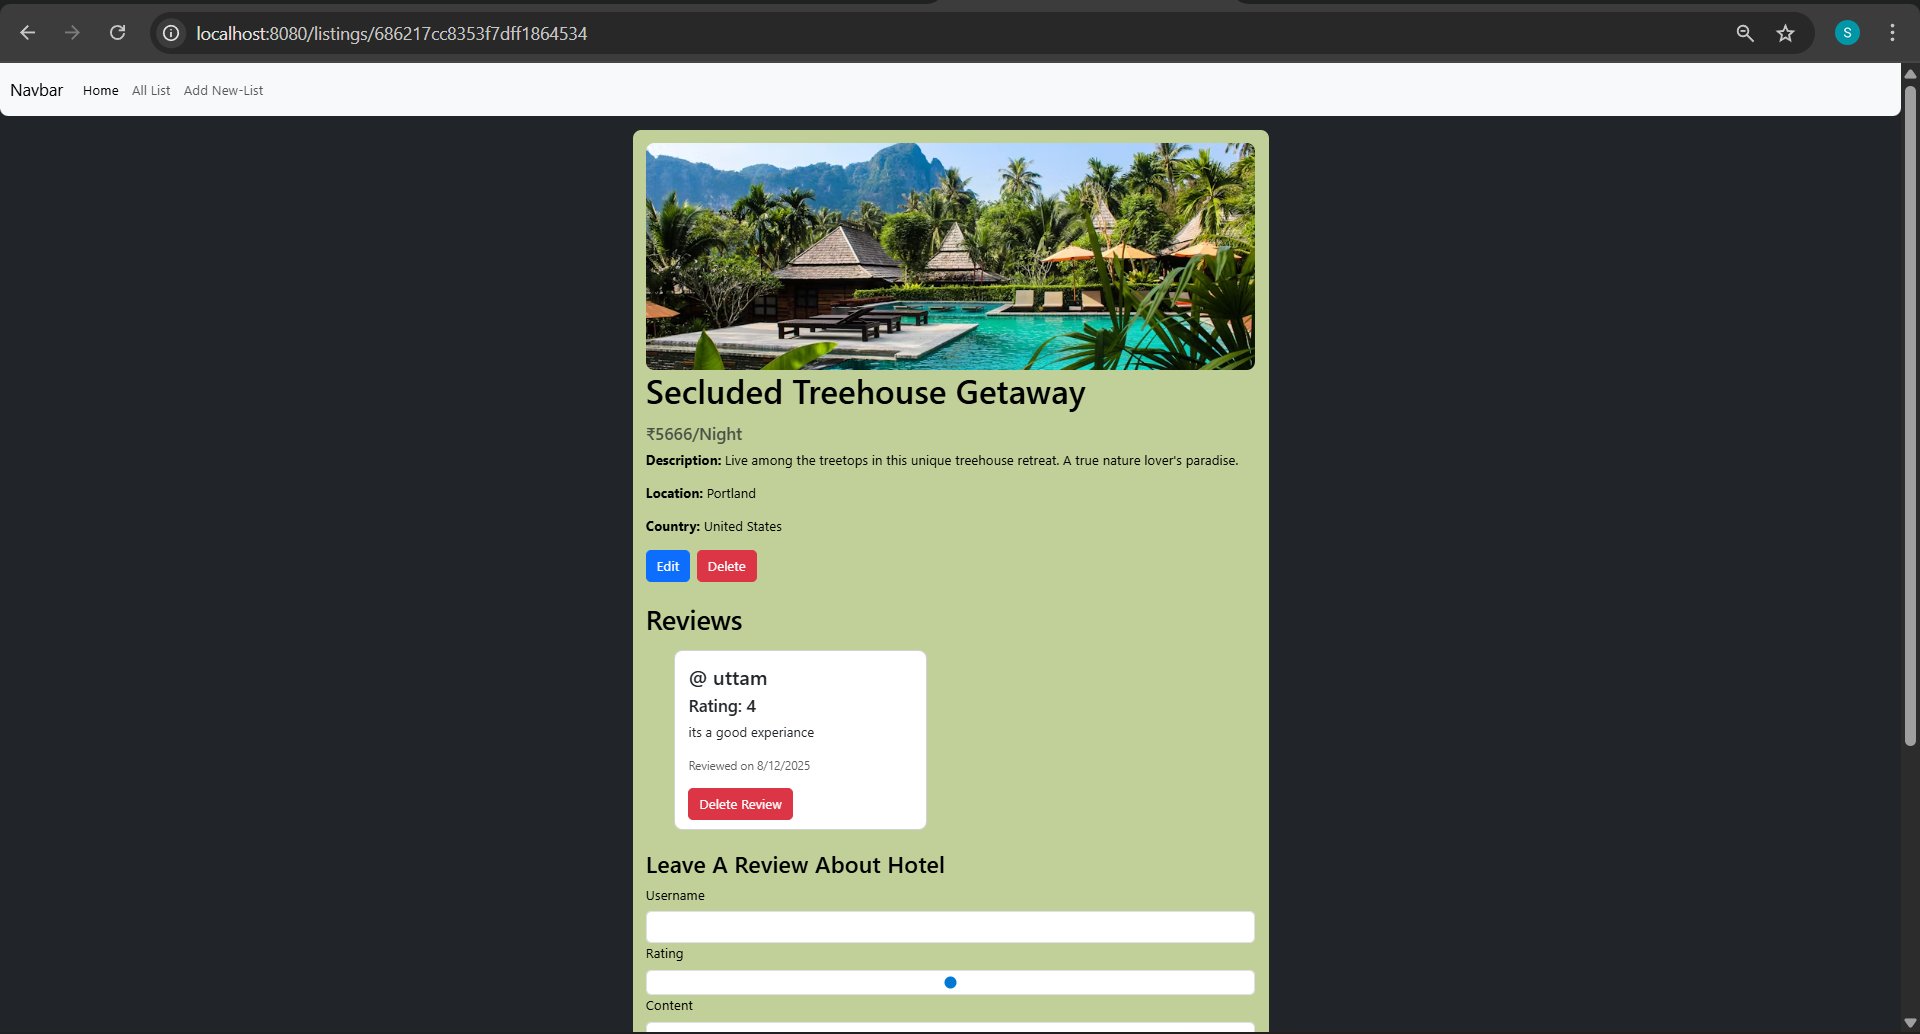 localhost:8080/listings/686217cc8353f7dff1864534
S
Navbar Home All List Add New-List
Secluded Treehouse Getaway
₹5666/Night
Description: Live among the treetops in this unique treehouse retreat. A true nature lover's paradise.
Location: Portland
Country: United States
Edit Delete
Reviews
@ uttam
Rating: 4
its a good experiance
Reviewed on 8/12/2025
Delete Review
Leave A Review About Hotel
Username
Rating
Content